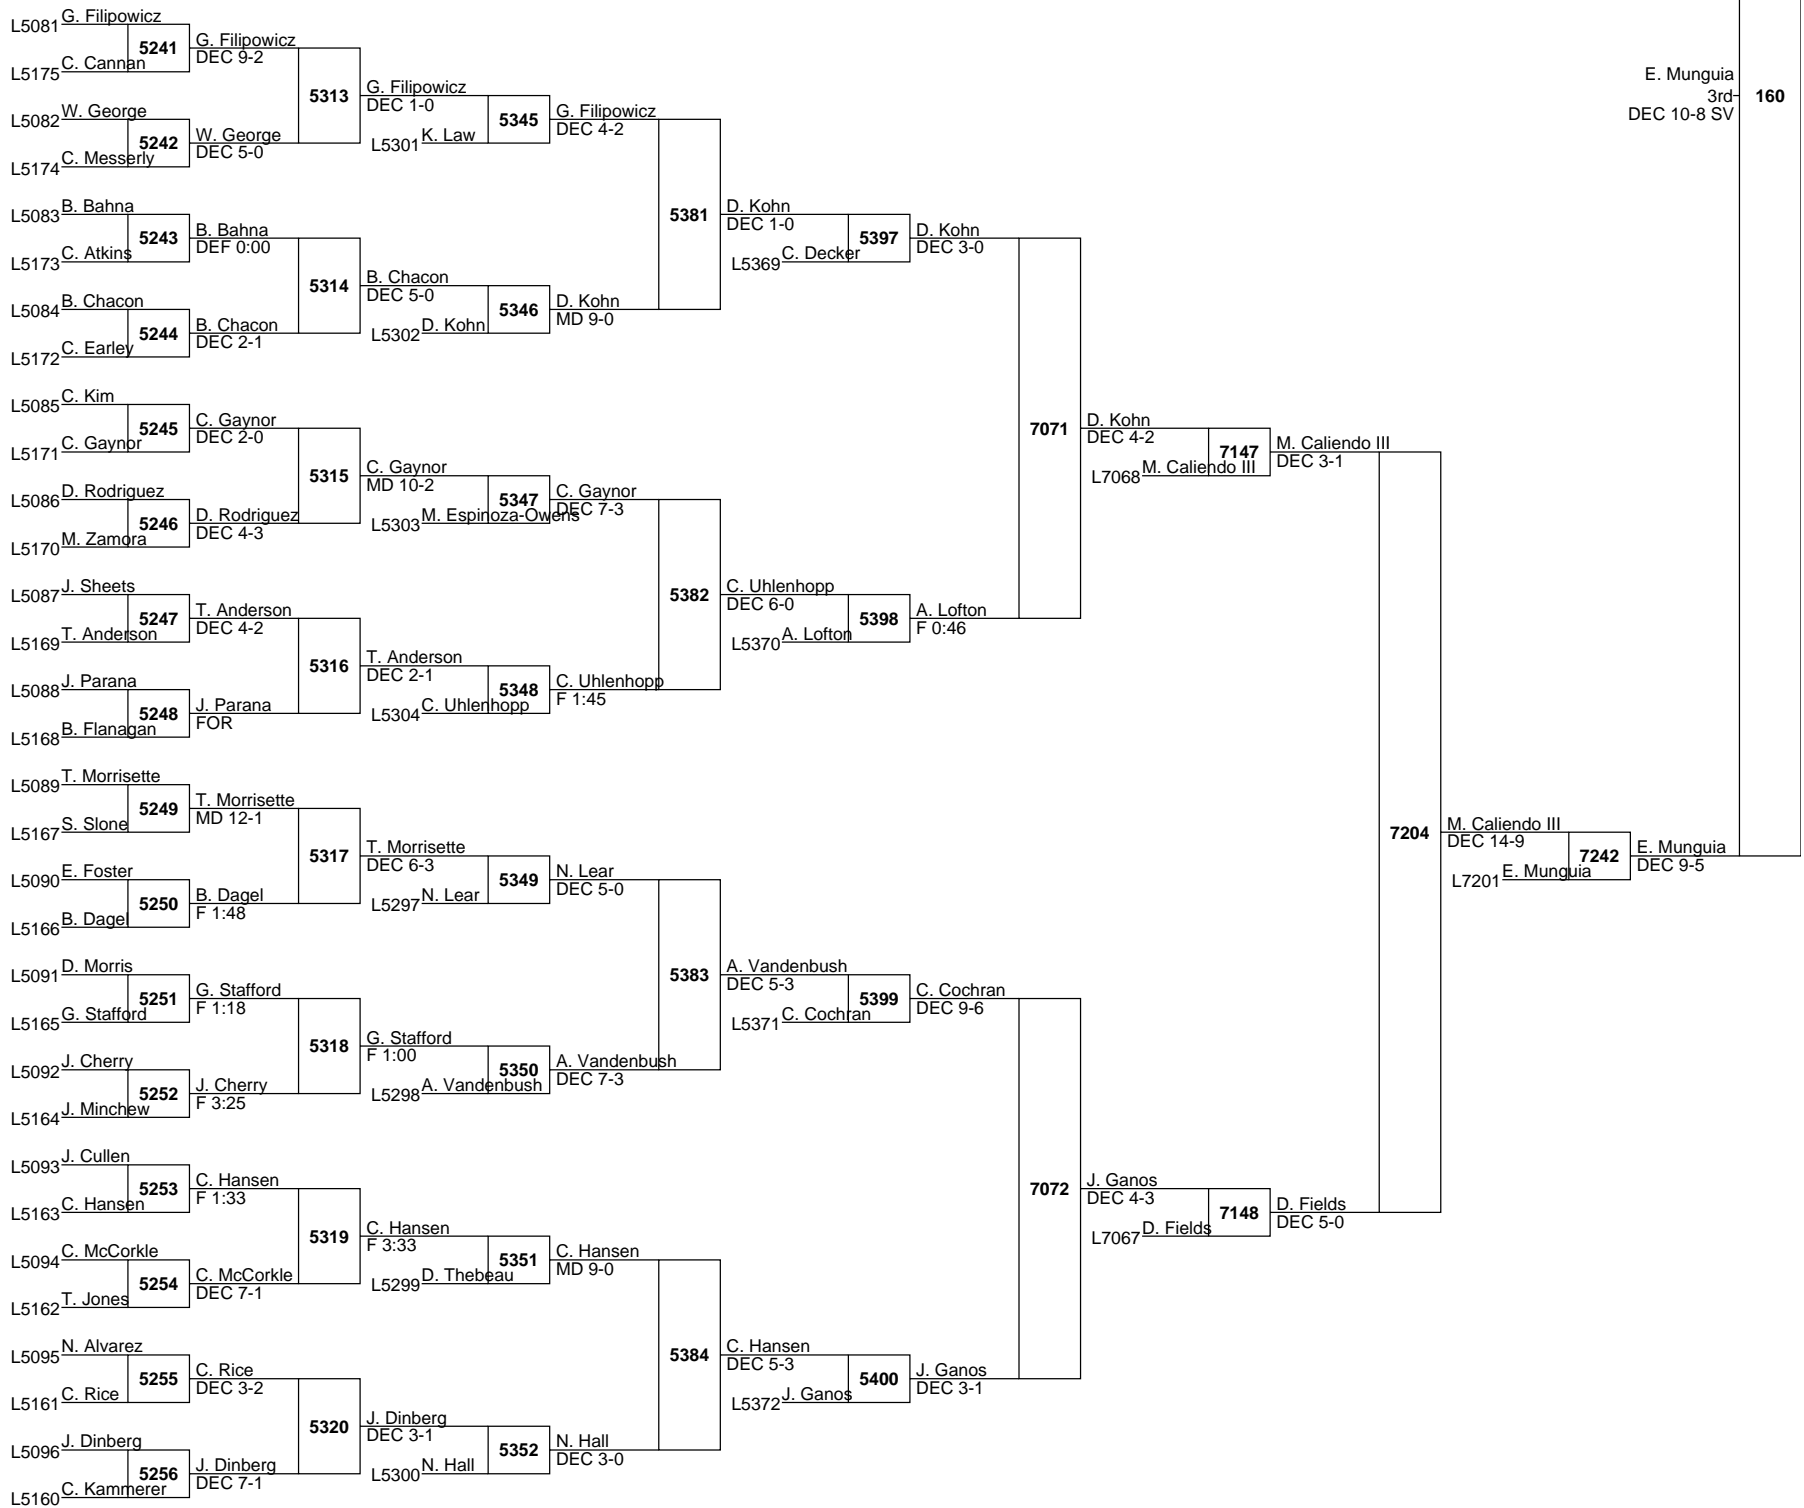 L5081 G. Filipowicz
5241
L5175 C. Cannan
G. Filipowicz
DEC 9-2
L5082 W. George
5242
L5174 C. Messerly
W. George
DEC 5-0
5313
G. Filipowicz
DEC 1-0
L5301 K. Law
5345
G. Filipowicz
DEC 4-2
L5083 B. Bahna
5243
L5173 C. Atkins
B. Bahna
DEF 0:00
L5084 B. Chacon
5244
L5172 C. Earley
B. Chacon
DEC 2-1
5314
B. Chacon
DEC 5-0
L5302 D. Kohn
5346
D. Kohn
MD 9-0
5381
D. Kohn
DEC 1-0
L5369 C. Decker
5397
D. Kohn
DEC 3-0
L5085 C. Kim
5245
L5171 C. Gaynor
C. Gaynor
DEC 2-0
L5086 D. Rodriguez
5246
L5170 M. Zamora
D. Rodriguez
DEC 4-3
5315
C. Gaynor
MD 10-2
L5303 M. Espinoza-Owens
5347
C. Gaynor
DEC 7-3
L5087 J. Sheets
5247
L5169 T. Anderson
T. Anderson
DEC 4-2
L5088 J. Parana
5248
L5168 B. Flanagan
J. Parana
FOR
5316
T. Anderson
DEC 2-1
L5304 C. Uhlenhopp
5348
C. Uhlenhopp
F 1:45
5382
C. Uhlenhopp
DEC 6-0
L5370 A. Lofton
5398
A. Lofton
F 0:46
7071
D. Kohn
DEC 4-2
L7068 M. Caliendo III
7147
M. Caliendo III
DEC 3-1
L5089 T. Morrisette
5249
L5167 S. Slone
T. Morrisette
MD 12-1
L5090 E. Foster
5250
L5166 B. Dagel
B. Dagel
F 1:48
5317
T. Morrisette
DEC 6-3
L5297 N. Lear
5349
N. Lear
DEC 5-0
L5091 D. Morris
5251
L5165 G. Stafford
G. Stafford
F 1:18
L5092 J. Cherry
5252
L5164 J. Minchew
J. Cherry
F 3:25
5318
G. Stafford
F 1:00
L5298 A. Vandenbush
5350
A. Vandenbush
DEC 7-3
5383
A. Vandenbush
DEC 5-3
L5371 C. Cochran
5399
C. Cochran
DEC 9-6
L5093 J. Cullen
5253
L5163 C. Hansen
C. Hansen
F 1:33
L5094 C. McCorkle
5254
L5162 T. Jones
C. McCorkle
DEC 7-1
5319
C. Hansen
F 3:33
L5299 D. Thebeau
5351
C. Hansen
MD 9-0
L5095 N. Alvarez
5255
L5161 C. Rice
C. Rice
DEC 3-2
L5096 J. Dinberg
5256
L5160 C. Kammerer
J. Dinberg
DEC 7-1
5320
J. Dinberg
DEC 3-1
L5300 N. Hall
5352
N. Hall
DEC 3-0
5384
C. Hansen
DEC 5-3
L5372 J. Ganos
5400
J. Ganos
DEC 3-1
7072
J. Ganos
DEC 4-3
L7067 D. Fields
7148
D. Fields
DEC 5-0
7204
M. Caliendo III
DEC 14-9
L7201 E. Munguia
7242
E. Munguia
DEC 9-5
E. Munguia
3rd
DEC 10-8 SV
160